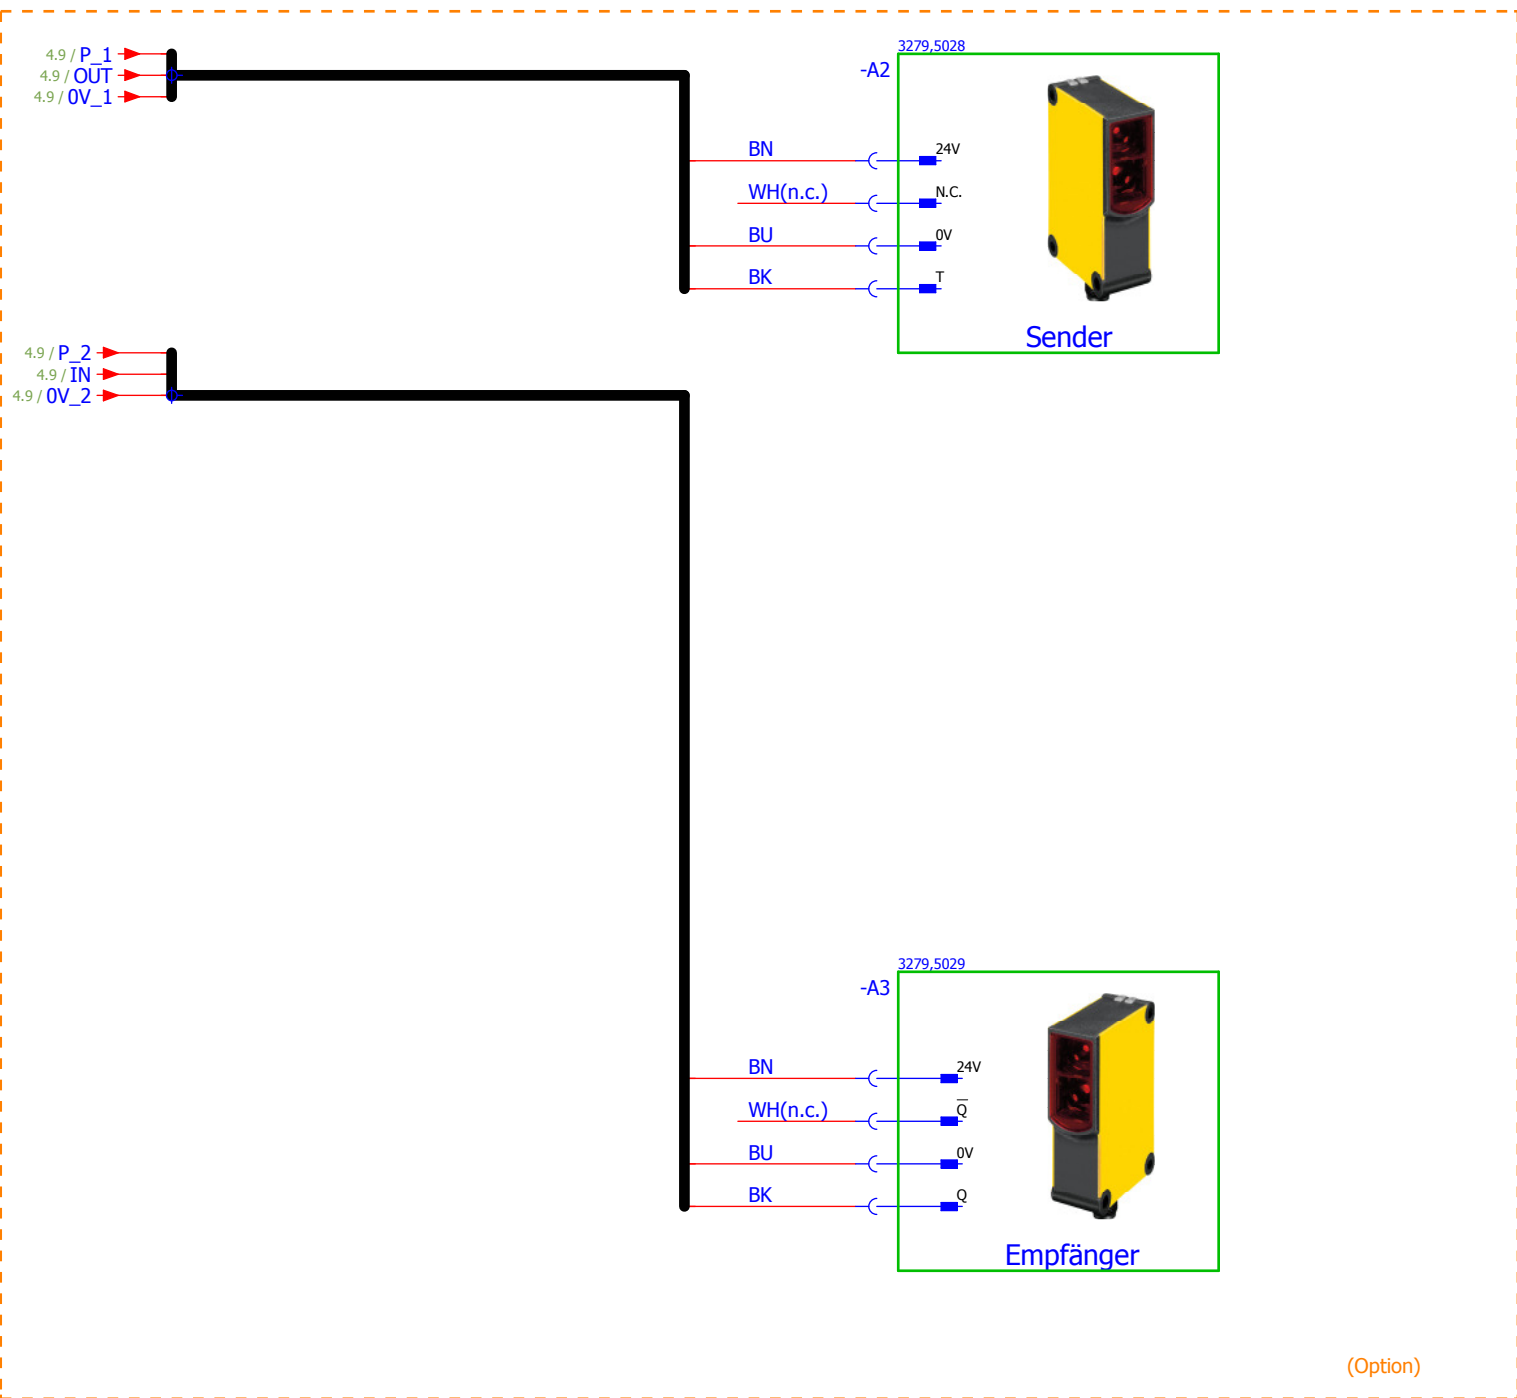 3279,5028
4.9 / P_1
-A2
4.9 / OUT
4.9 / 0V_1
BN 24V
WH(n.c.) N.C.
BU 0V
BK T
Sender
4.9 / P_2
4.9 / IN
4.9 / 0V_2
3279,5029
-A3
BN 24V
WH(n.c.) Q̅
BU 0V
BK Q
Empfänger
(Option)